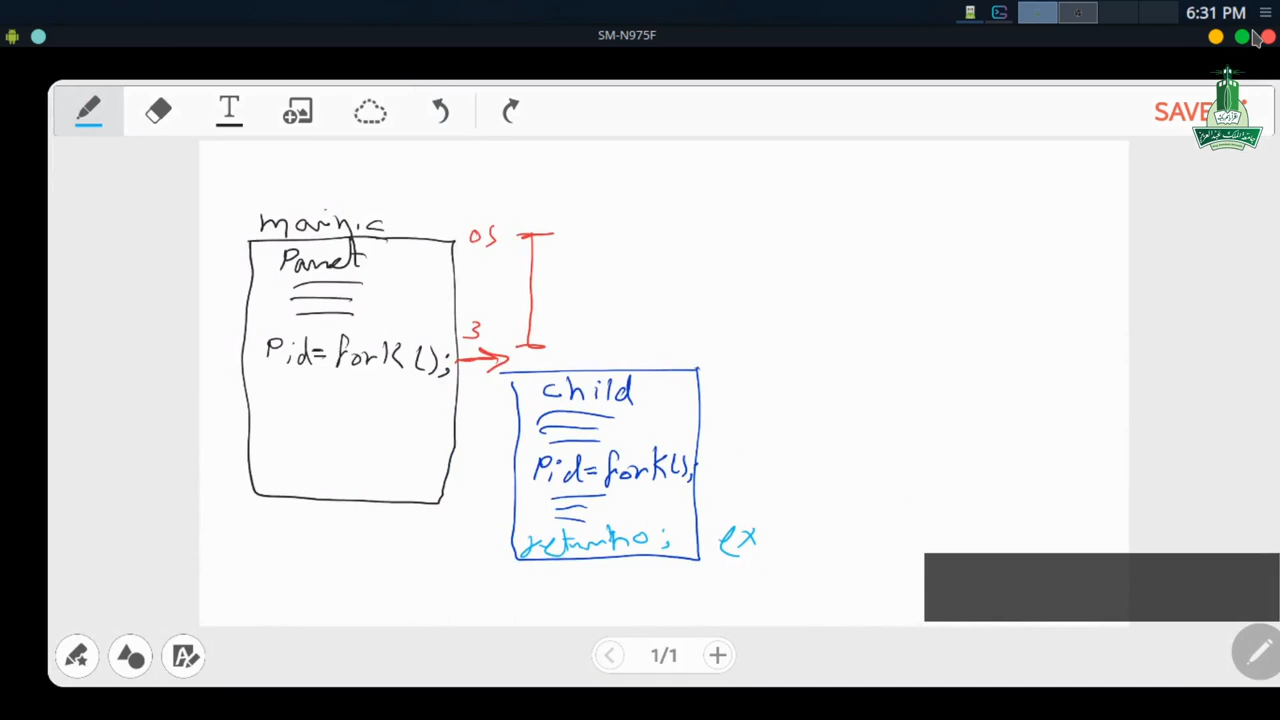 6:31 PM
SM-N975F
T
SAVE
main.c
os
Paret
3
Pid=fork();
child
Pid=fork();
return 0; ex
1/1
A